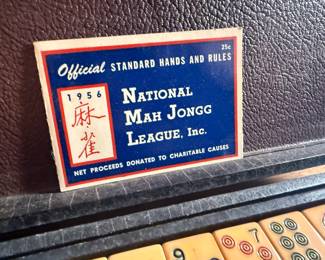 Official STANDARD HANDS AND RULES
25c
1956
麻
雀
NATIONAL
MAH JONGG
LEAGUE, INC.
NET PROCEEDS DONATED TO CHARITABLE CAUSES
9
7